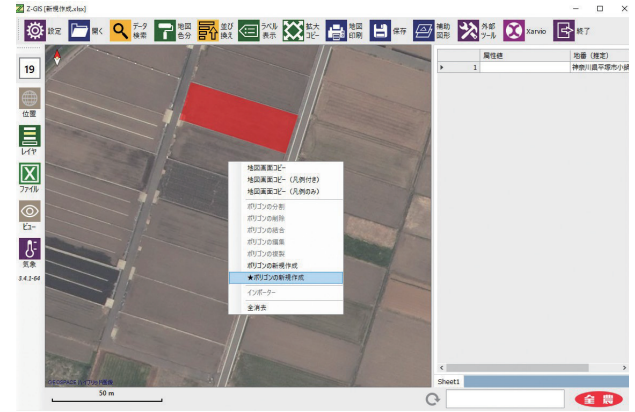 Z-GIS [新規作成.xlsx]
設定 開く データ検索 地図色分 並び換え ラベル表示 拡大コピー 地図印刷 保存 補助図形 外部ツール Xarvio 終了
19
位置
レイヤ
ファイル
ビュー
気象
3.4.1-64
地図画面コピー
地図画面コピー（凡例付き）
地図画面コピー（凡例のみ）
ポリゴンの分割
ポリゴンの削除
ポリゴンの結合
ポリゴンの編集
ポリゴンの複製
ポリゴンの新規作成
★ポリゴンの新規作成
インポーター
全消去
属性値 地番（推定）
1 神奈川県平塚市小鍋
50 m
Sheet1
全農